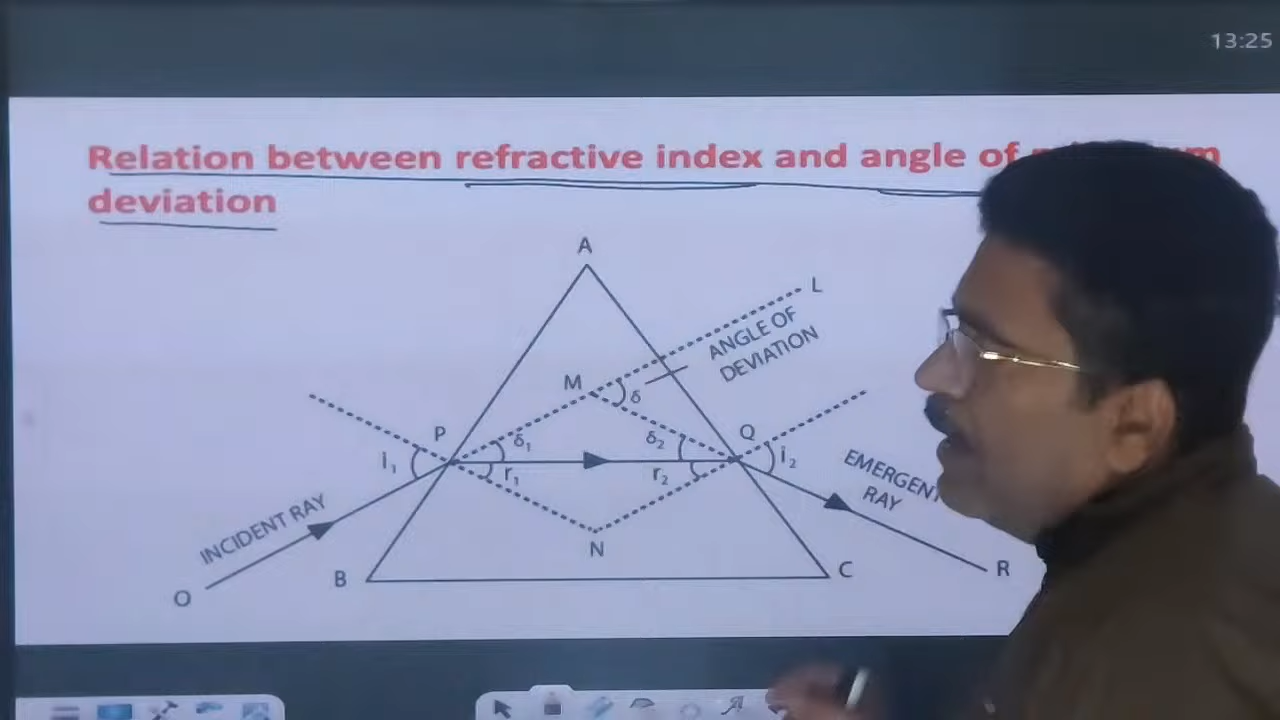 13:25
Relation between refractive index and angle of
deviation
A
L
ANGLE OF
DEVIATION
M
δ
P
δ₁
δ₂
Q
i₁
r₁
r₂
i₂
INCIDENT RAY
EMERGENT
RAY
N
O
B
C
R